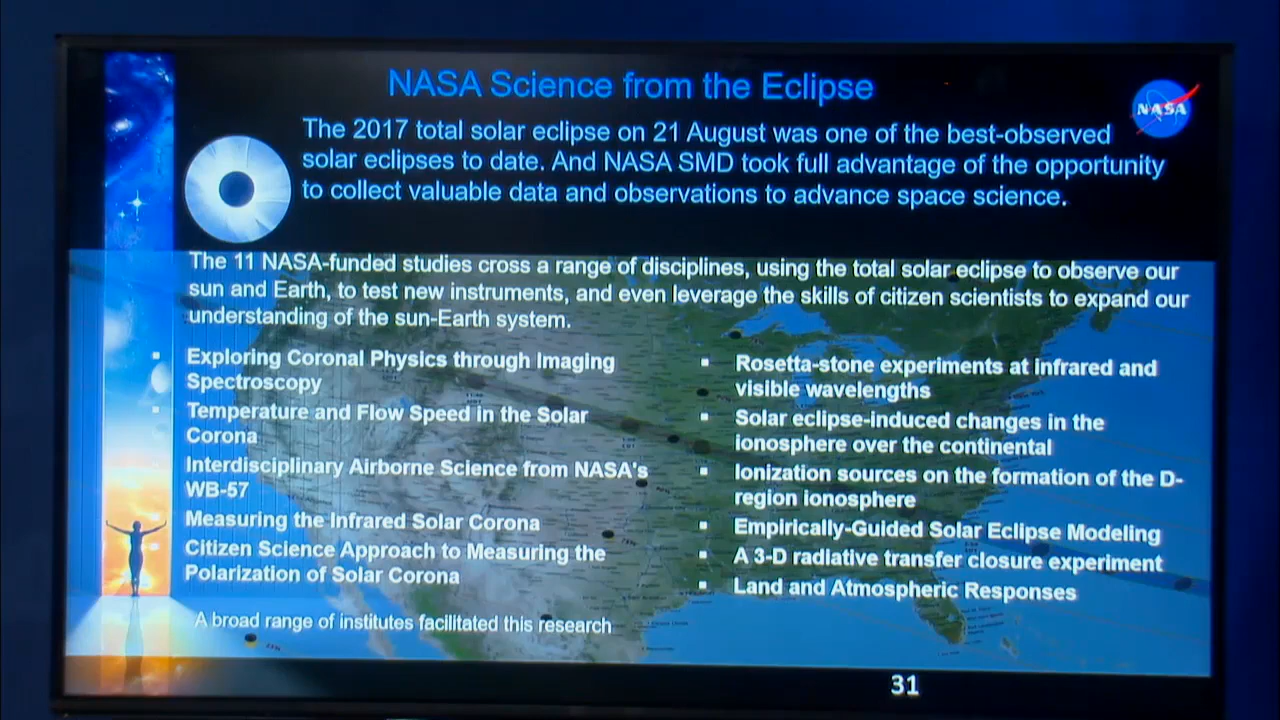 NASA Science from the Eclipse
NASA
The 2017 total solar eclipse on 21 August was one of the best-observed
solar eclipses to date. And NASA SMD took full advantage of the opportunity
to collect valuable data and observations to advance space science.
The 11 NASA-funded studies cross a range of disciplines, using the total solar eclipse to observe our
sun and Earth, to test new instruments, and even leverage the skills of citizen scientists to expand our
understanding of the sun-Earth system.
Exploring Coronal Physics through Imaging
Spectroscopy
Temperature and Flow Speed in the Solar
Corona
Interdisciplinary Airborne Science from NASA's
WB-57
Measuring the Infrared Solar Corona
Citizen Science Approach to Measuring the
Polarization of Solar Corona
Rosetta-stone experiments at infrared and
visible wavelengths
Solar eclipse-induced changes in the
ionosphere over the continental
Ionization sources on the formation of the D-
region ionosphere
Empirically-Guided Solar Eclipse Modeling
A 3-D radiative transfer closure experiment
Land and Atmospheric Responses
A broad range of institutes facilitated this research
31